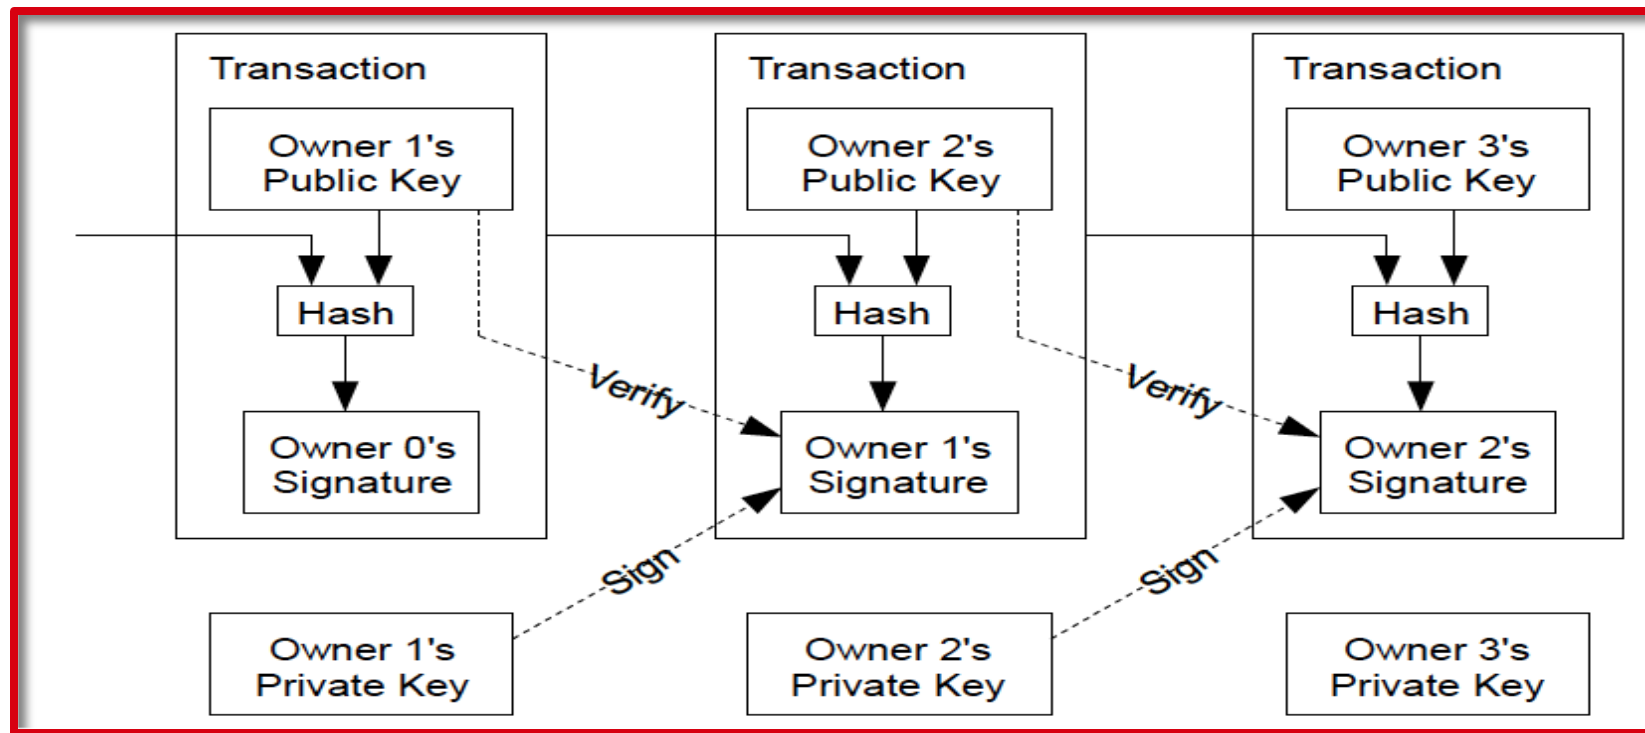 Transaction
Owner 1's
Public Key
Hash
Owner 0's
Signature
Transaction
Owner 2's
Public Key
Hash
Owner 1's
Signature
Transaction
Owner 3's
Public Key
Hash
Owner 2's
Signature
Verify
Verify
Sign
Sign
Owner 1's
Private Key
Owner 2's
Private Key
Owner 3's
Private Key